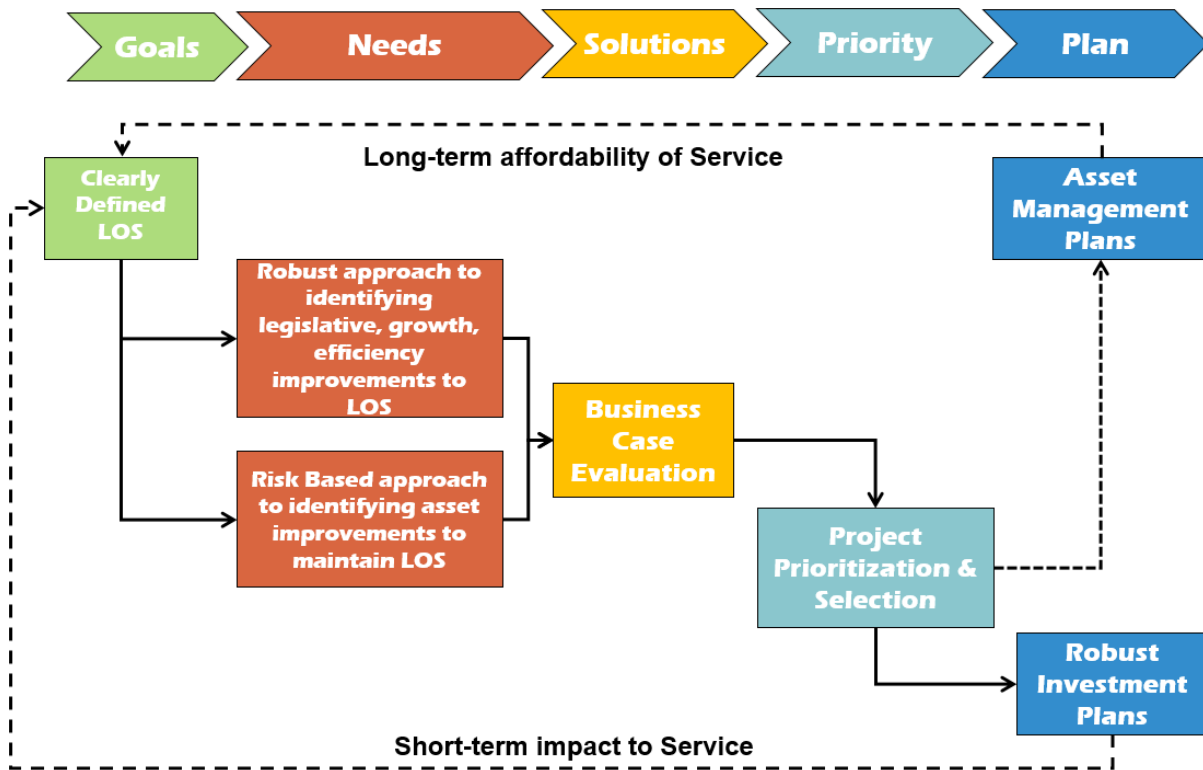 Goals
Needs
Solutions
Priority
Plan
Long-term affordability of Service
Clearly
Defined
LOS
Asset
Management
Plans
Robust approach to
identifying
legislative, growth,
efficiency
improvements to
LOS
Business
Case
Evaluation
Risk Based approach
to identifying asset
improvements to
maintain LOS
Project
Prioritization &
Selection
Robust
Investment
Plans
Short-term impact to Service